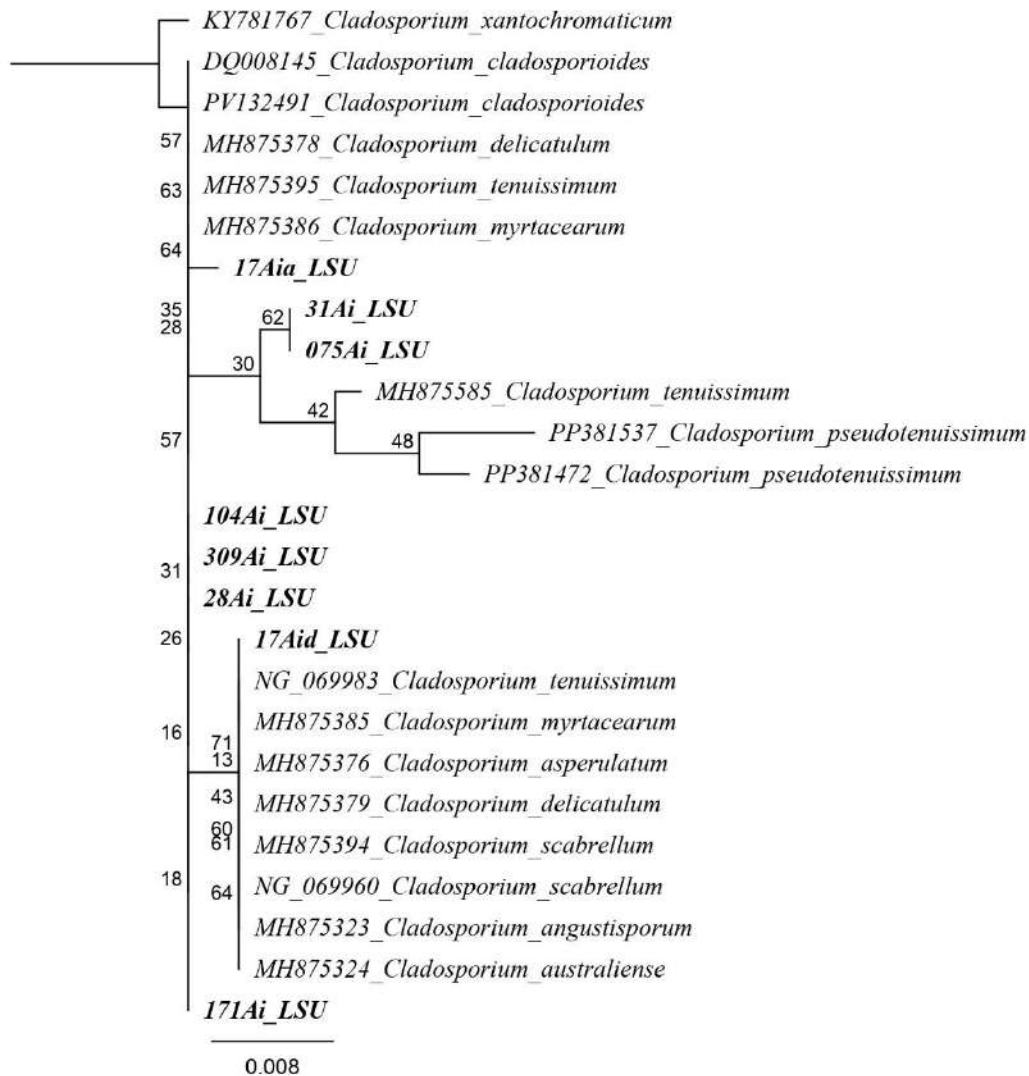 KY781767_Cladosporium_xantochromaticum
DQ008145_Cladosporium_cladosporioides
PV132491_Cladosporium_cladosporioides
57
MH875378_Cladosporium_delicatulum
63
MH875395_Cladosporium_tenuissimum
MH875386_Cladosporium_myrtacearum
64
17Aia_LSU
35
28
62
31Ai_LSU
075Ai_LSU
30
MH875585_Cladosporium_tenuissimum
42
57
48
PP381537_Cladosporium_pseudotenuissimum
PP381472_Cladosporium_pseudotenuissimum
104Ai_LSU
309Ai_LSU
31
28Ai_LSU
26
17Aid_LSU
NG_069983_Cladosporium_tenuissimum
16
MH875385_Cladosporium_myrtacearum
71
13
MH875376_Cladosporium_asperulatum
43
MH875379_Cladosporium_delicatulum
60
61
MH875394_Cladosporium_scabrellum
18
64
NG_069960_Cladosporium_scabrellum
MH875323_Cladosporium_angustisporum
MH875324_Cladosporium_australiense
171Ai_LSU
0.008